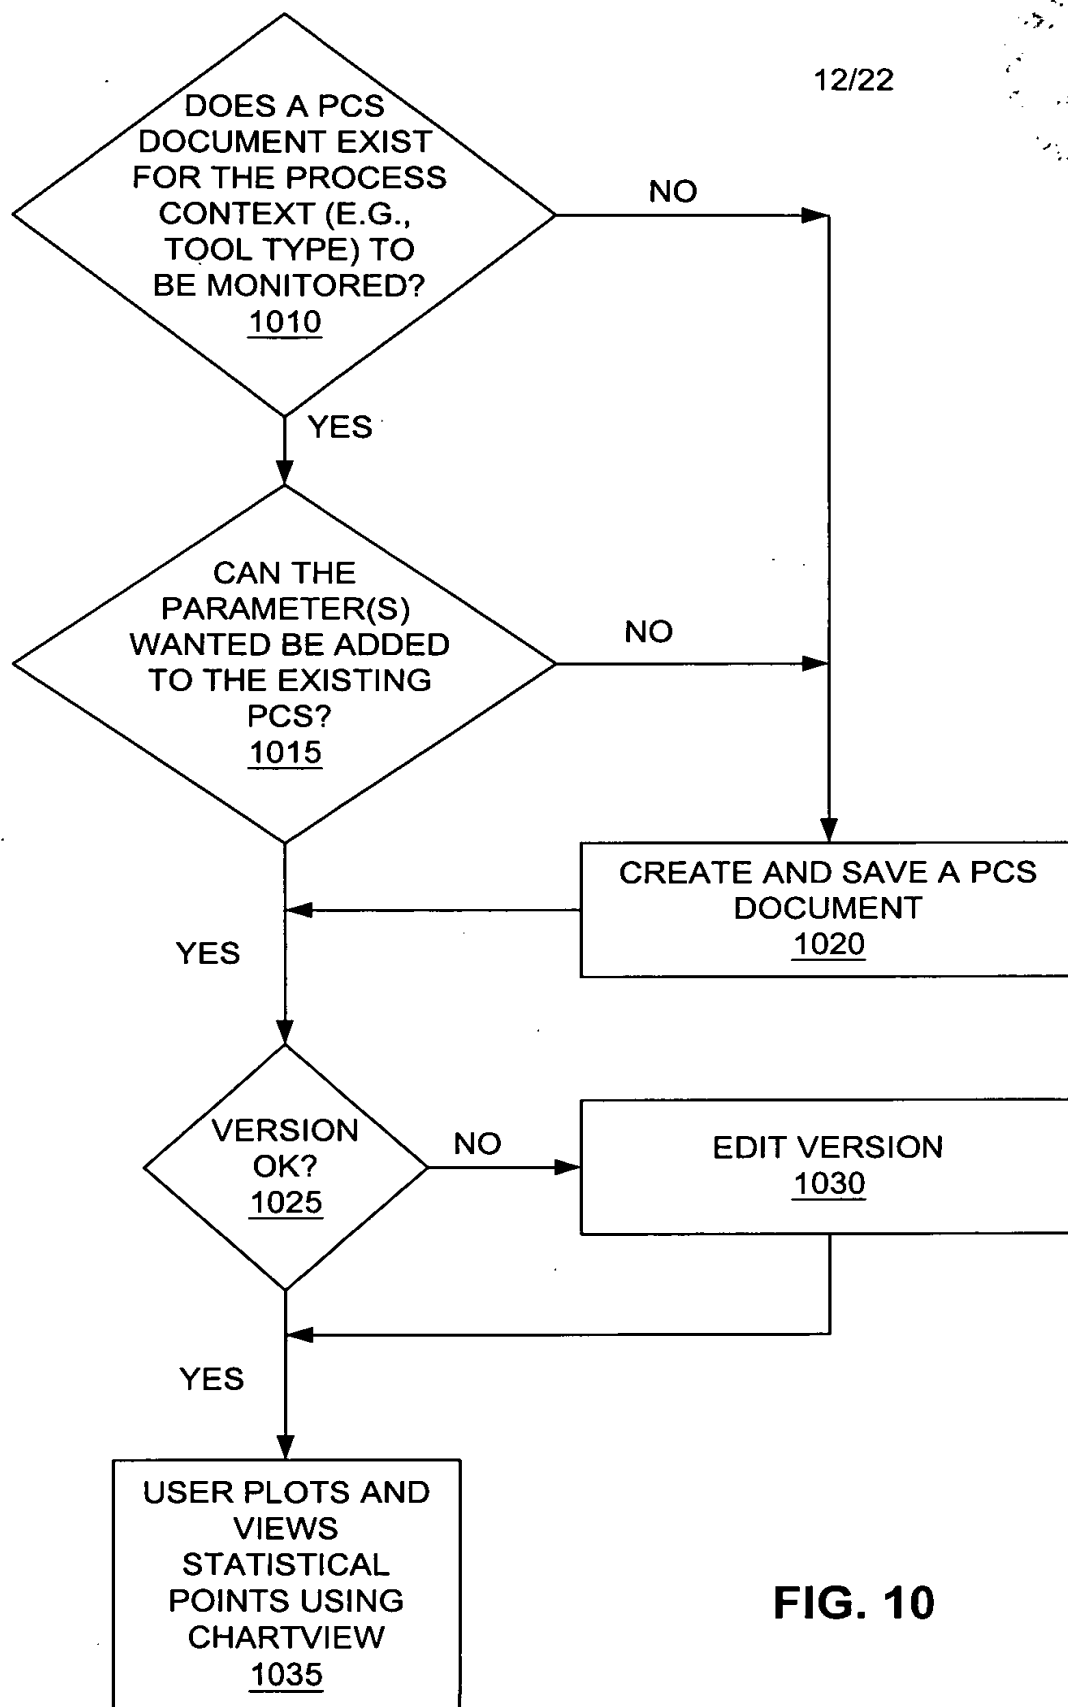 12/22
DOES A PCS
DOCUMENT EXIST
FOR THE PROCESS
CONTEXT (E.G.,
TOOL TYPE) TO
BE MONITORED?
1010
NO
YES
CAN THE
PARAMETER(S)
WANTED BE ADDED
TO THE EXISTING
PCS?
1015
NO
CREATE AND SAVE A PCS
DOCUMENT
1020
YES
VERSION
OK?
1025
NO
EDIT VERSION
1030
YES
USER PLOTS AND
VIEWS
STATISTICAL
POINTS USING
CHARTVIEW
1035
FIG. 10